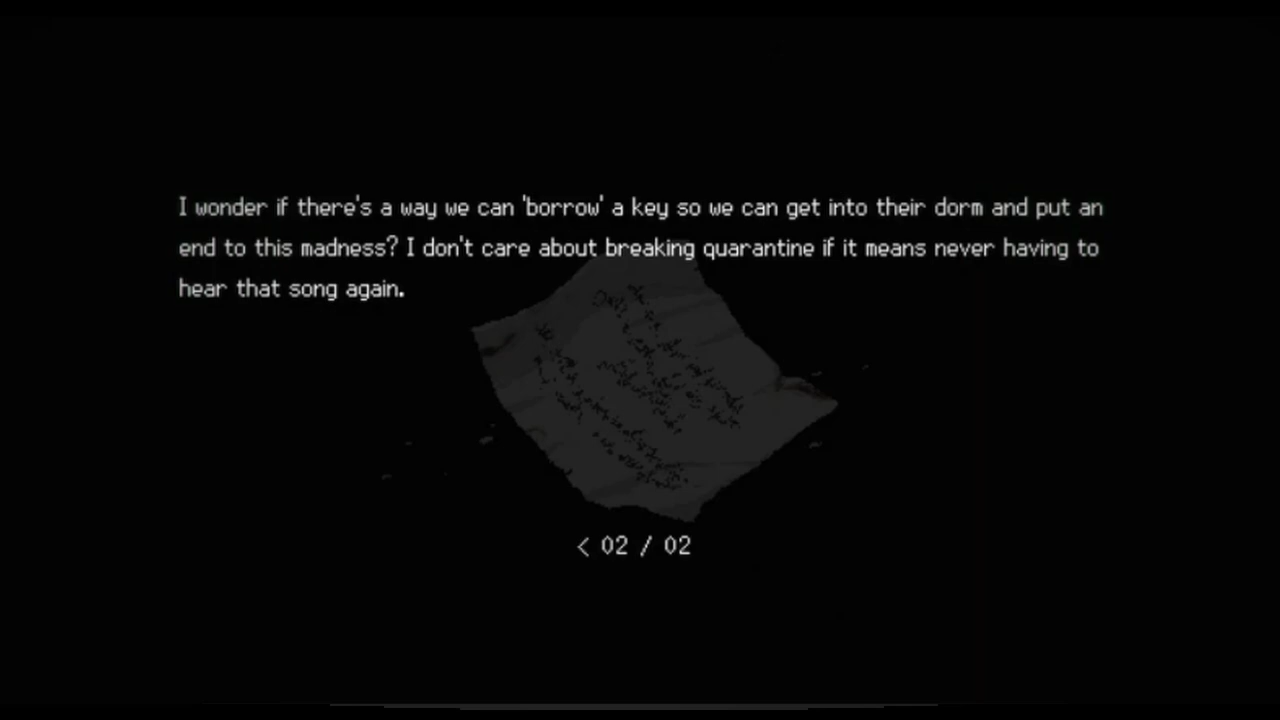 I wonder if there's a way we can 'borrow' a key so we can get into their dorm and put an
end to this madness? I don't care about breaking quarantine if it means never having to
hear that song again.
< 02 / 02